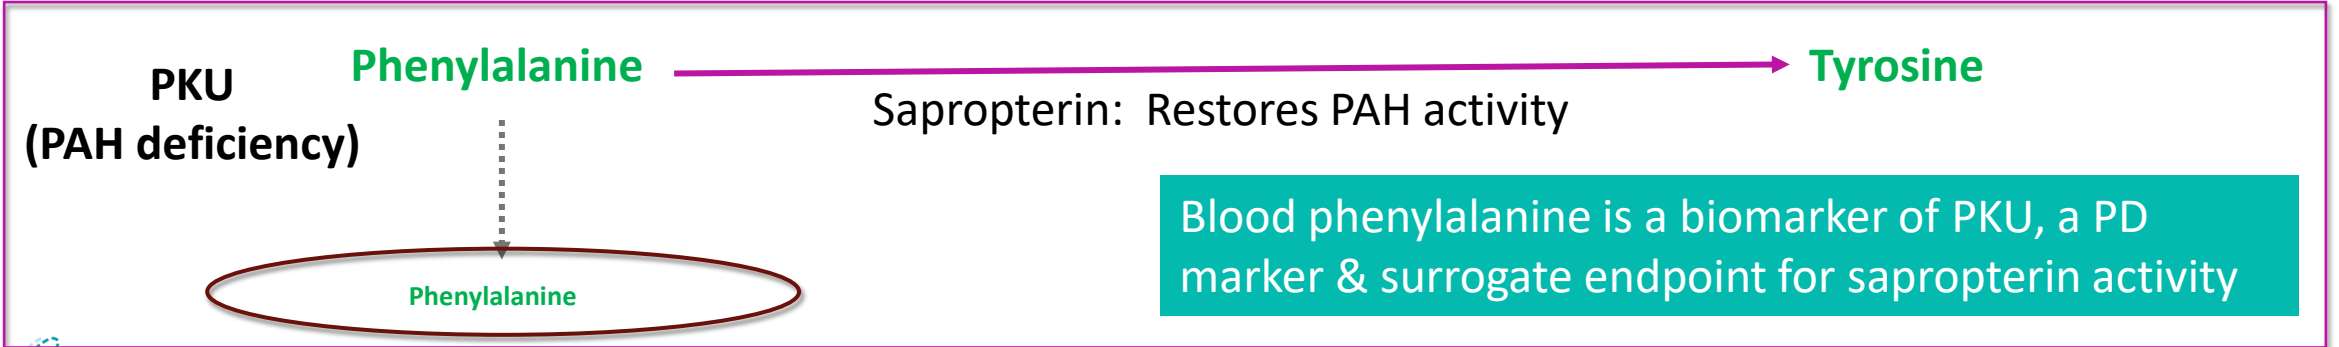 PKU
(PAH deficiency)
Phenylalanine
Tyrosine
Sapropterin:  Restores PAH activity
Phenylalanine
Blood phenylalanine is a biomarker of PKU, a PD
marker & surrogate endpoint for sapropterin activity